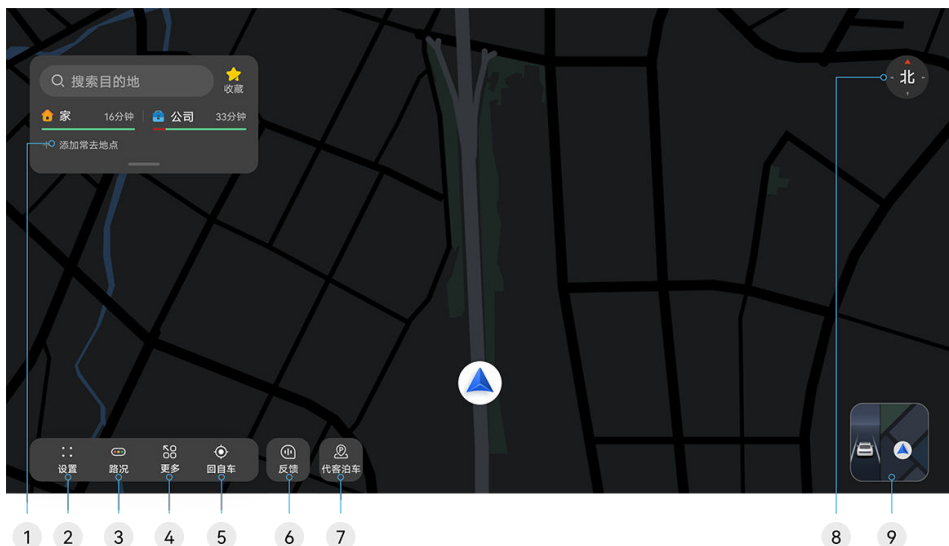 搜索目的地
收藏
家 16分钟 公司 33分钟
添加常去地点
北
设置 路况 更多 回自车 反馈 代客泊车
1 2 3 4 5 6 7 8 9